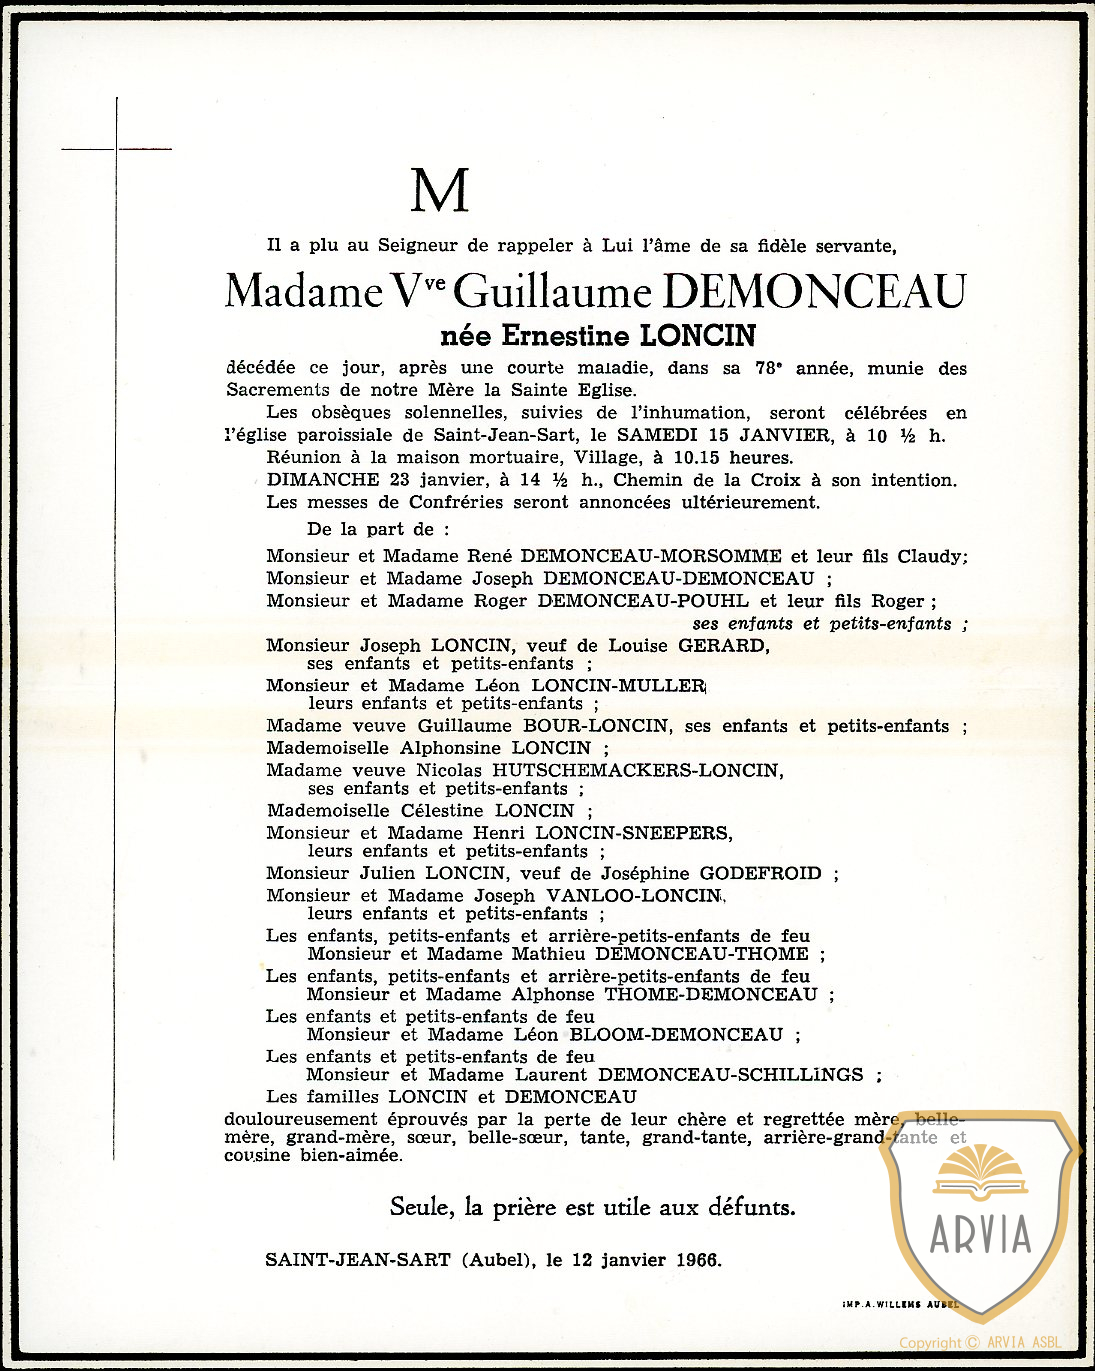 M
Il a plu au Seigneur de rappeler à Lui l'âme de sa fidèle servante,
Madame Vve Guillaume DEMONCEAU
née Ernestine LONCIN
décédée ce jour, après une courte maladie, dans sa 78e année, munie des
Sacrements de notre Mère la Sainte Eglise.
Les obsèques solennelles, suivies de l'inhumation, seront célébrées en
l'église paroissiale de Saint-Jean-Sart, le SAMEDI 15 JANVIER, à 10 ½ h.
Réunion à la maison mortuaire, Village, à 10.15 heures.
DIMANCHE 23 janvier, à 14 ½ h., Chemin de la Croix à son intention.
Les messes de Confréries seront annoncées ultérieurement.
De la part de :
Monsieur et Madame René DEMONCEAU-MORSOMME et leur fils Claudy;
Monsieur et Madame Joseph DEMONCEAU-DEMONCEAU ;
Monsieur et Madame Roger DEMONCEAU-POUHL et leur fils Roger ;
ses enfants et petits-enfants ;
Monsieur Joseph LONCIN, veuf de Louise GERARD,
ses enfants et petits-enfants ;
Monsieur et Madame Léon LONCIN-MULLER
leurs enfants et petits-enfants ;
Madame veuve Guillaume BOUR-LONCIN, ses enfants et petits-enfants ;
Mademoiselle Alphonsine LONCIN ;
Madame veuve Nicolas HUTSCHEMACKERS-LONCIN,
ses enfants et petits-enfants ;
Mademoiselle Célestine LONCIN ;
Monsieur et Madame Henri LONCIN-SNEEPERS,
leurs enfants et petits-enfants ;
Monsieur Julien LONCIN, veuf de Joséphine GODEFROID ;
Monsieur et Madame Joseph VANLOO-LONCIN,
leurs enfants et petits-enfants ;
Les enfants, petits-enfants et arrière-petits-enfants de feu
Monsieur et Madame Mathieu DEMONCEAU-THOME ;
Les enfants, petits-enfants et arrière-petits-enfants de feu
Monsieur et Madame Alphonse THOME-DEMONCEAU ;
Les enfants et petits-enfants de feu
Monsieur et Madame Léon BLOOM-DEMONCEAU ;
Les enfants et petits-enfants de feu
Monsieur et Madame Laurent DEMONCEAU-SCHILLINGS ;
Les familles LONCIN et DEMONCEAU
douloureusement éprouvés par la perte de leur chère et regrettée mère, belle-
mère, grand-mère, sœur, belle-sœur, tante, grand-tante, arrière-grand-tante et
cousine bien-aimée.
Seule, la prière est utile aux défunts.
SAINT-JEAN-SART (Aubel), le 12 janvier 1966.
IMP. A. WILLEMS AUBEL
ARVIA
Copyright © ARVIA ASBL